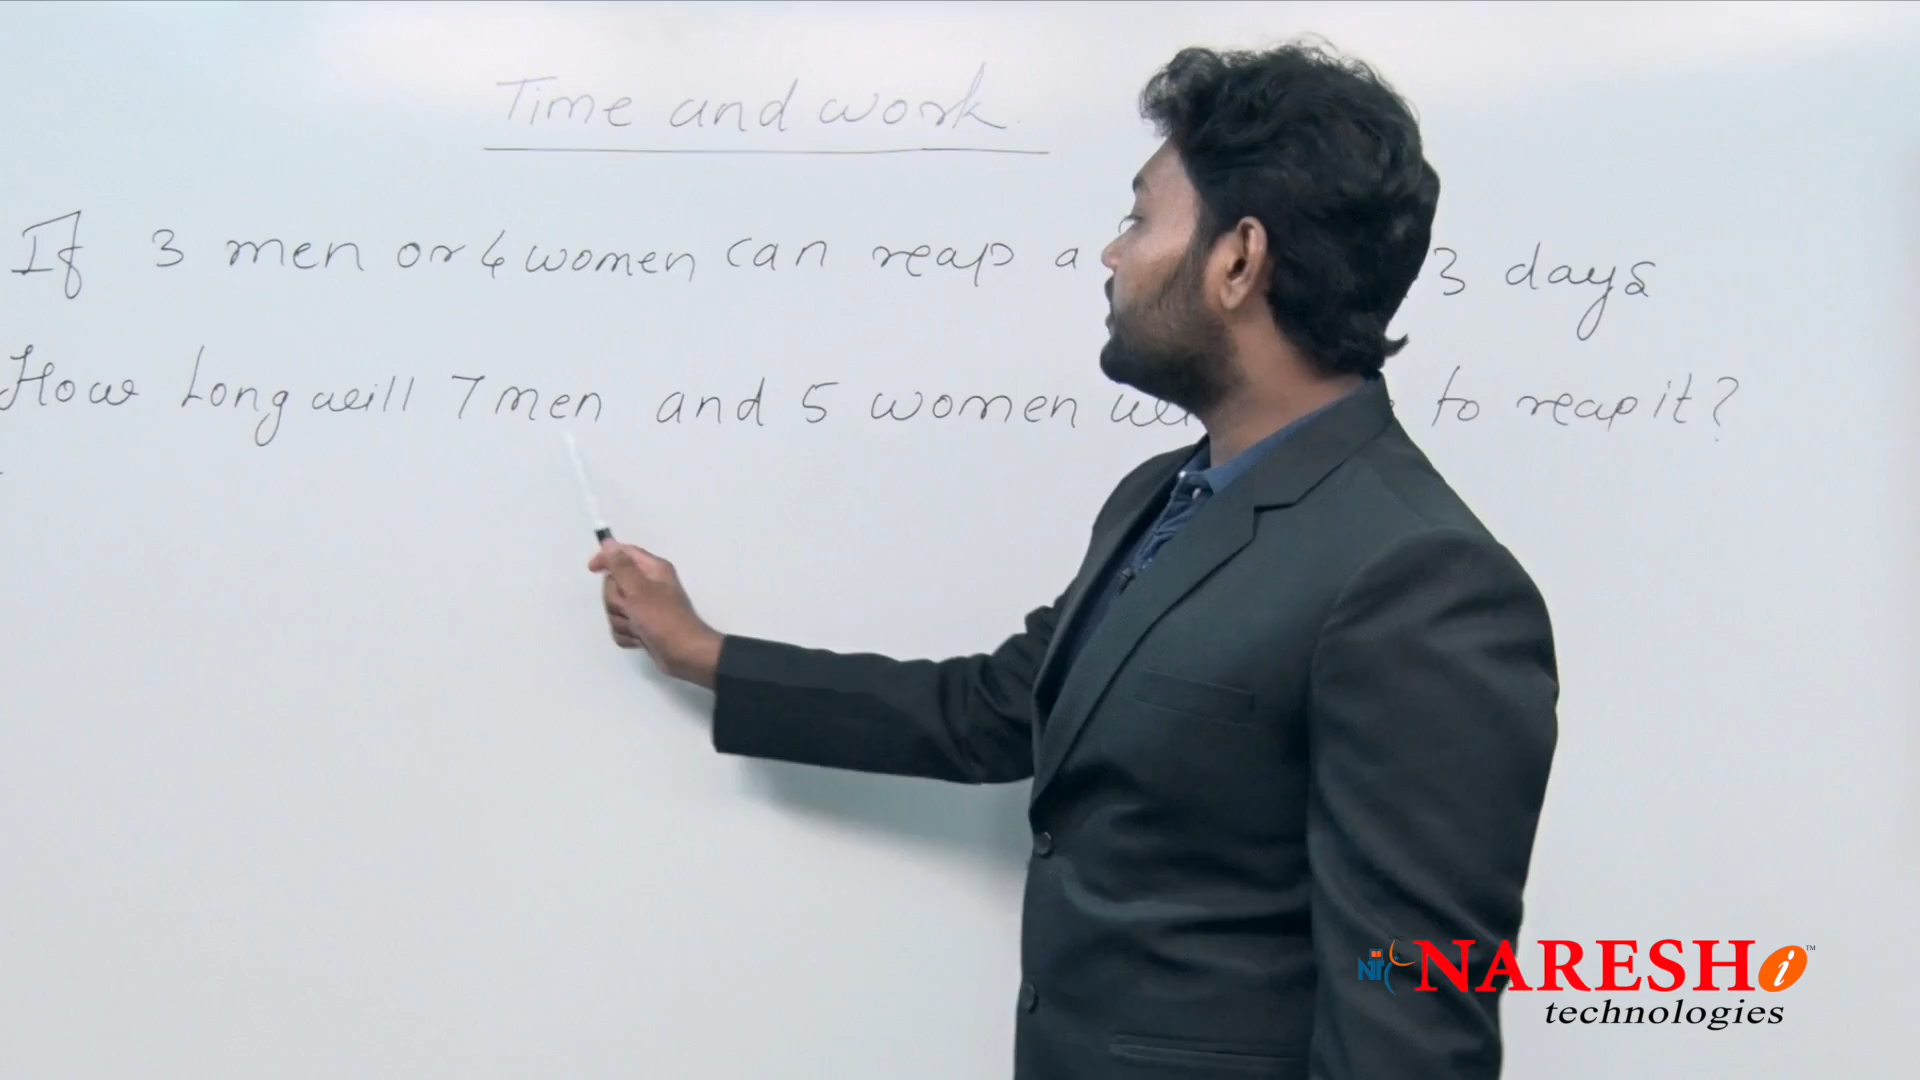 Time and work
If 3 men or 4 women can reap a 3 days
How Long will 7 men and 5 women to reap it?
NARESH i ™
technologies